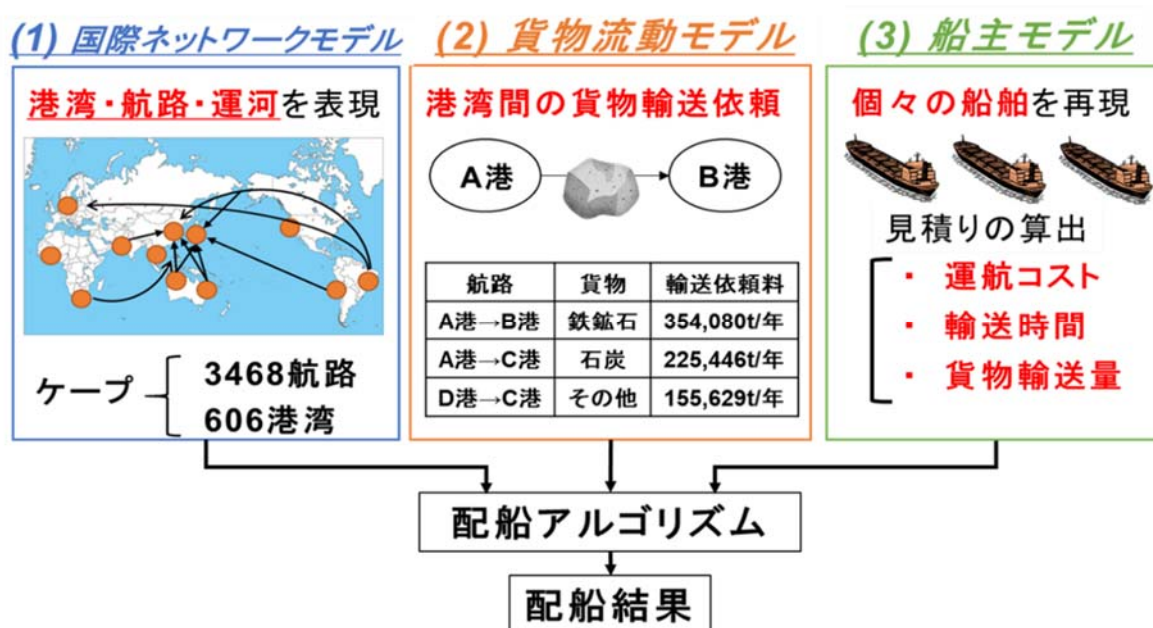 (1) 国際ネットワークモデル
港湾・航路・運河を表現
ケープ
3468航路
606港湾
(2) 貨物流動モデル
港湾間の貨物輸送依頼
A港
B港
航路 貨物 輸送依頼料
A港→B港 鉄鉱石 354,080t/年
A港→C港 石炭 225,446t/年
D港→C港 その他 155,629t/年
(3) 船主モデル
個々の船舶を再現
見積りの算出
・ 運航コスト
・ 輸送時間
・ 貨物輸送量
配船アルゴリズム
配船結果